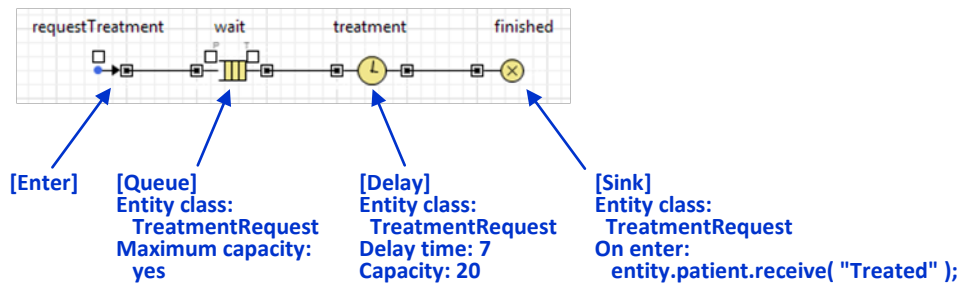 requestTreatment wait treatment finished
P T
[Enter] [Queue] [Delay] [Sink]
Entity class: Entity class: Entity class:
TreatmentRequest TreatmentRequest TreatmentRequest
Maximum capacity: Delay time: 7 On enter:
yes Capacity: 20 entity.patient.receive( "Treated" );